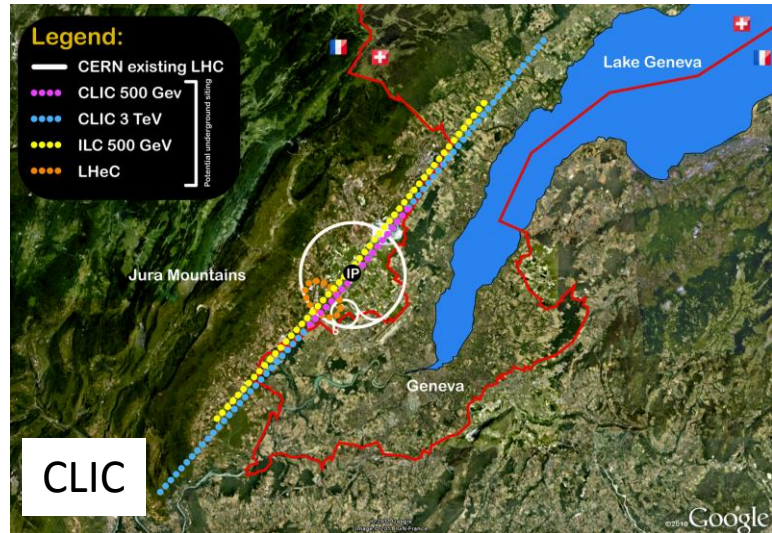 Legend:
CERN existing LHC
CLIC 500 Gev
CLIC 3 TeV
ILC 500 GeV
LHeC
Potential underground siting
Lake Geneva
Jura Mountains
IP
Geneva
CLIC
Google